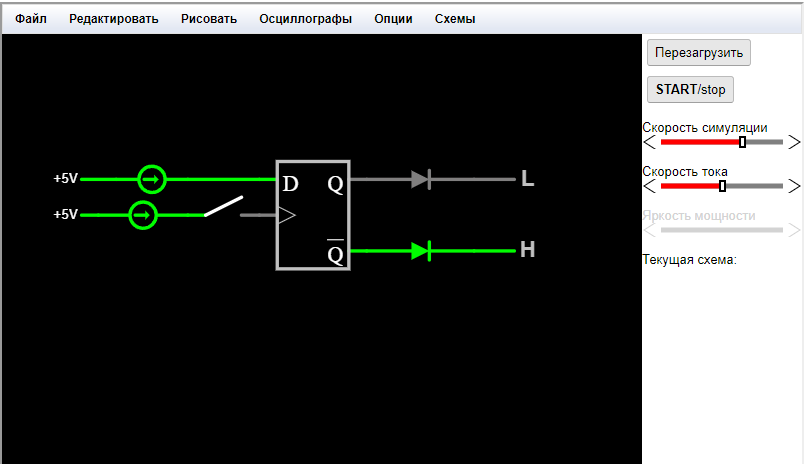 Файл Редактировать Рисовать Осциллографы Опции Схемы
Перезагрузить
START/stop
Скорость симуляции
Скорость тока
Яркость мощности
Текущая схема:
+5V D Q L
+5V
Q H